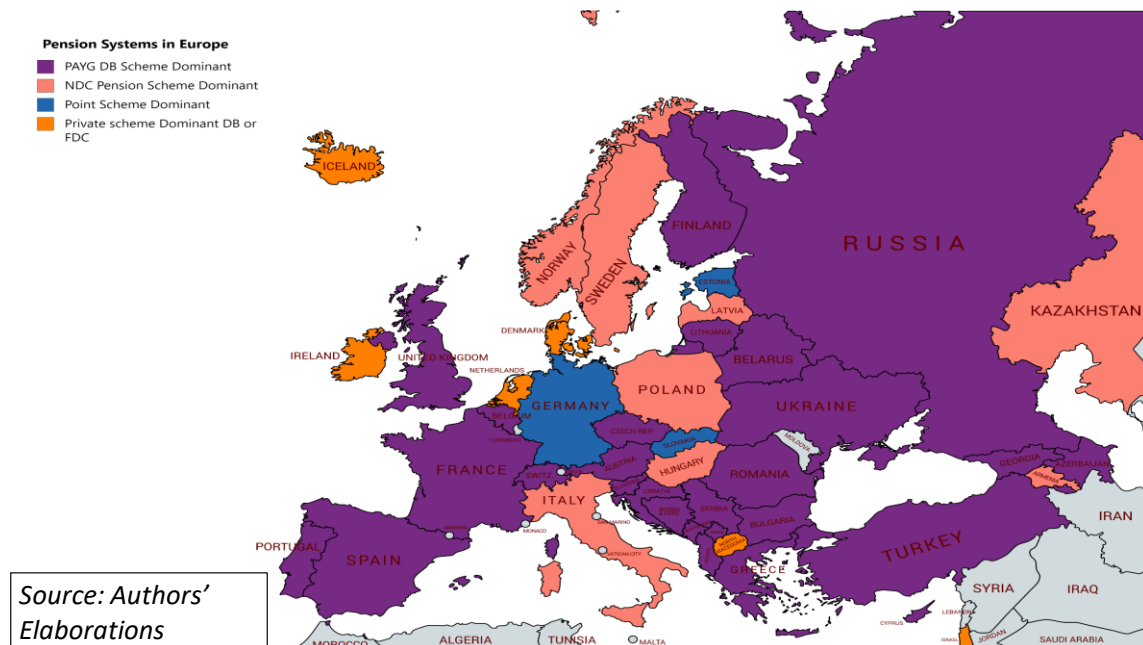 Pension Systems in Europe
PAYG DB Scheme Dominant
NDC Pension Scheme Dominant
Point Scheme Dominant
Private scheme Dominant DB or
FDC
ICELAND
FINLAND
RUSSIA
NORWAY
SWEDEN
ESTONIA
LATVIA
KAZAKHSTAN
DENMARK
LITHUANIA
IRELAND
UNITED KINGDOM
BELARUS
NETHERLANDS
POLAND
GERMANY
UKRAINE
BELGIUM
CZECH REP.
LUXEMBOURG
SLOVAKIA
MOLDOVA
FRANCE
AUSTRIA
HUNGARY
SWITZ.
ROMANIA
GEORGIA
AZERBAIJAN
CROATIA
ARMENIA
ITALY
SERBIA
SAN MARINO
BULGARIA
MONACO
IRAN
NORTH
MACEDONIA
PORTUGAL
SPAIN
VATICAN CITY
TURKEY
GREECE
SYRIA
IRAQ
Source: Authors’
Elaborations
CYPRUS
LEBANON
MOROCCO
ALGERIA
TUNISIA
MALTA
ISRAEL
JORDAN
SAUDI ARABIA